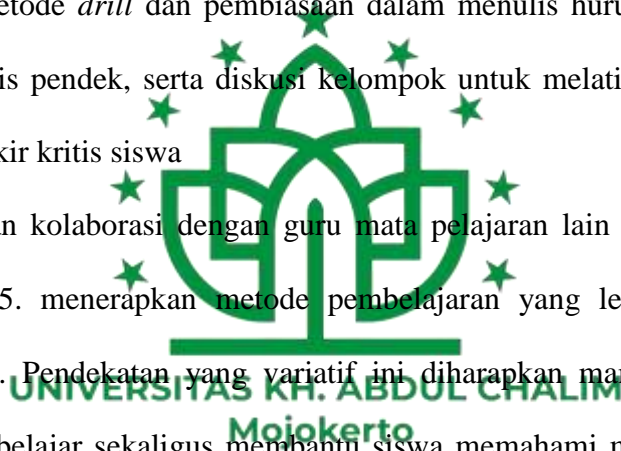 etode drill dan pembiasaan dalam menulis huru
is pendek, serta diskusi kelompok untuk melati
kir kritis siswa
n kolaborasi dengan guru mata pelajaran lain
5. menerapkan metode pembelajaran yang le
. Pendekatan yang variatif ini diharapkan ma
UNIVERSITAS KH. ABDUL CHALIM
belajar sekaligus membantu siswa memahami
Mojokerto